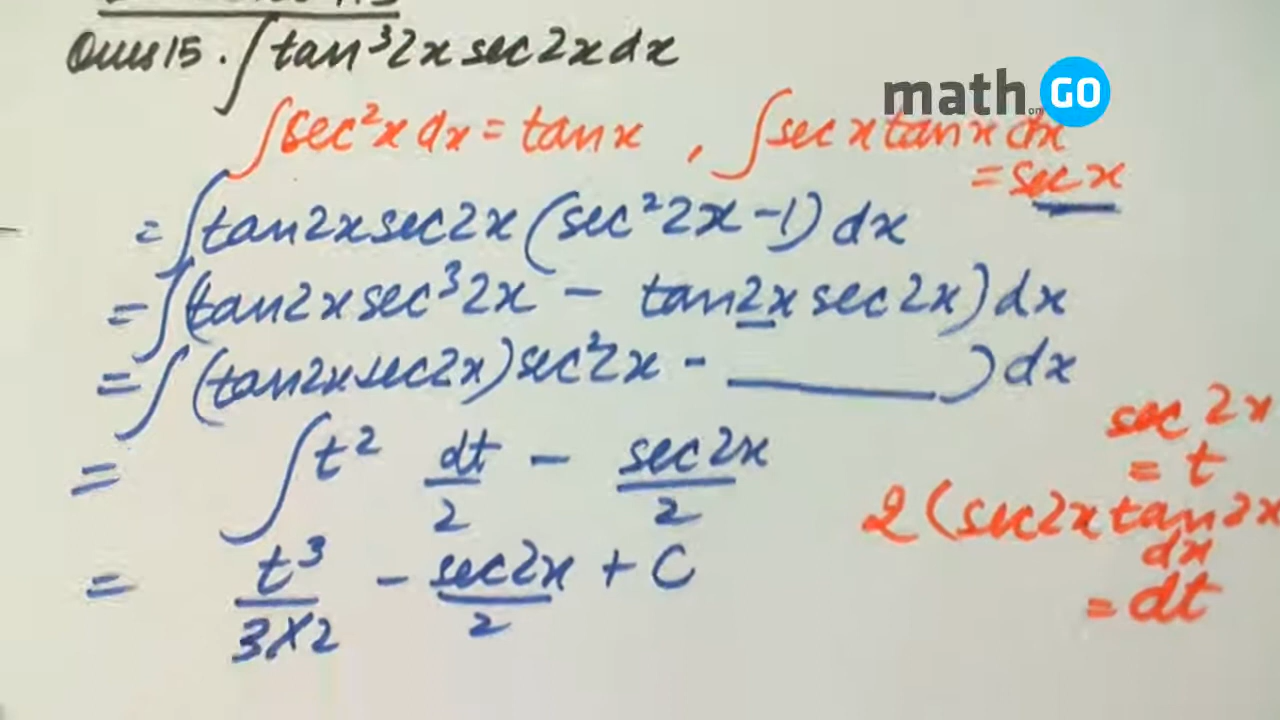 Ques 15. ∫tan³2x sec2x dx
math on GO
∫sec²x dx = tanx , ∫secx tanx dx
= secx
= ∫tan2x sec2x (sec²2x - 1) dx
= ∫(tan2x sec³2x - tan2x sec2x) dx
= ∫(tan2x sec2x) sec²2x - ______ ) dx
sec 2x
= t
= ∫t² dt/2 - sec2x/2
2 (sec2x tan2x
dx
= dt
= t³/3×2 - sec2x/2 + C